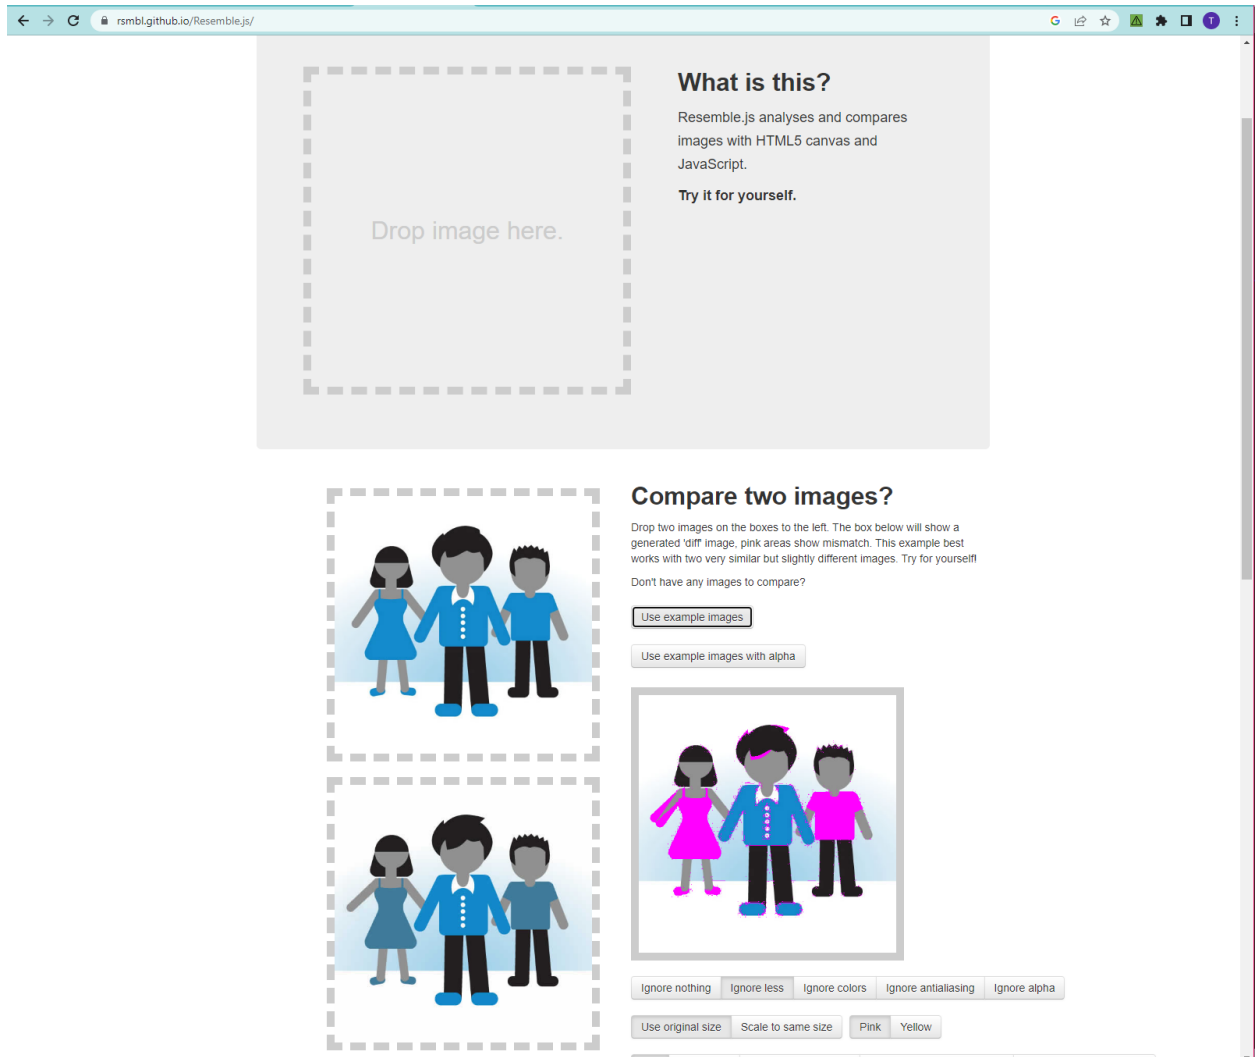 rsmbl.github.io/Resemble.js/
G
T
What is this?
Resemble.js analyses and compares
images with HTML5 canvas and
JavaScript.
Try it for yourself.
Drop image here.
Compare two images?
Drop two images on the boxes to the left. The box below will show a
generated 'diff' image, pink areas show mismatch. This example best
works with two very similar but slightly different images. Try for yourself!
Don't have any images to compare?
Use example images
Use example images with alpha
Ignore nothing Ignore less Ignore colors Ignore antialiasing Ignore alpha
Use original size Scale to same size Pink Yellow